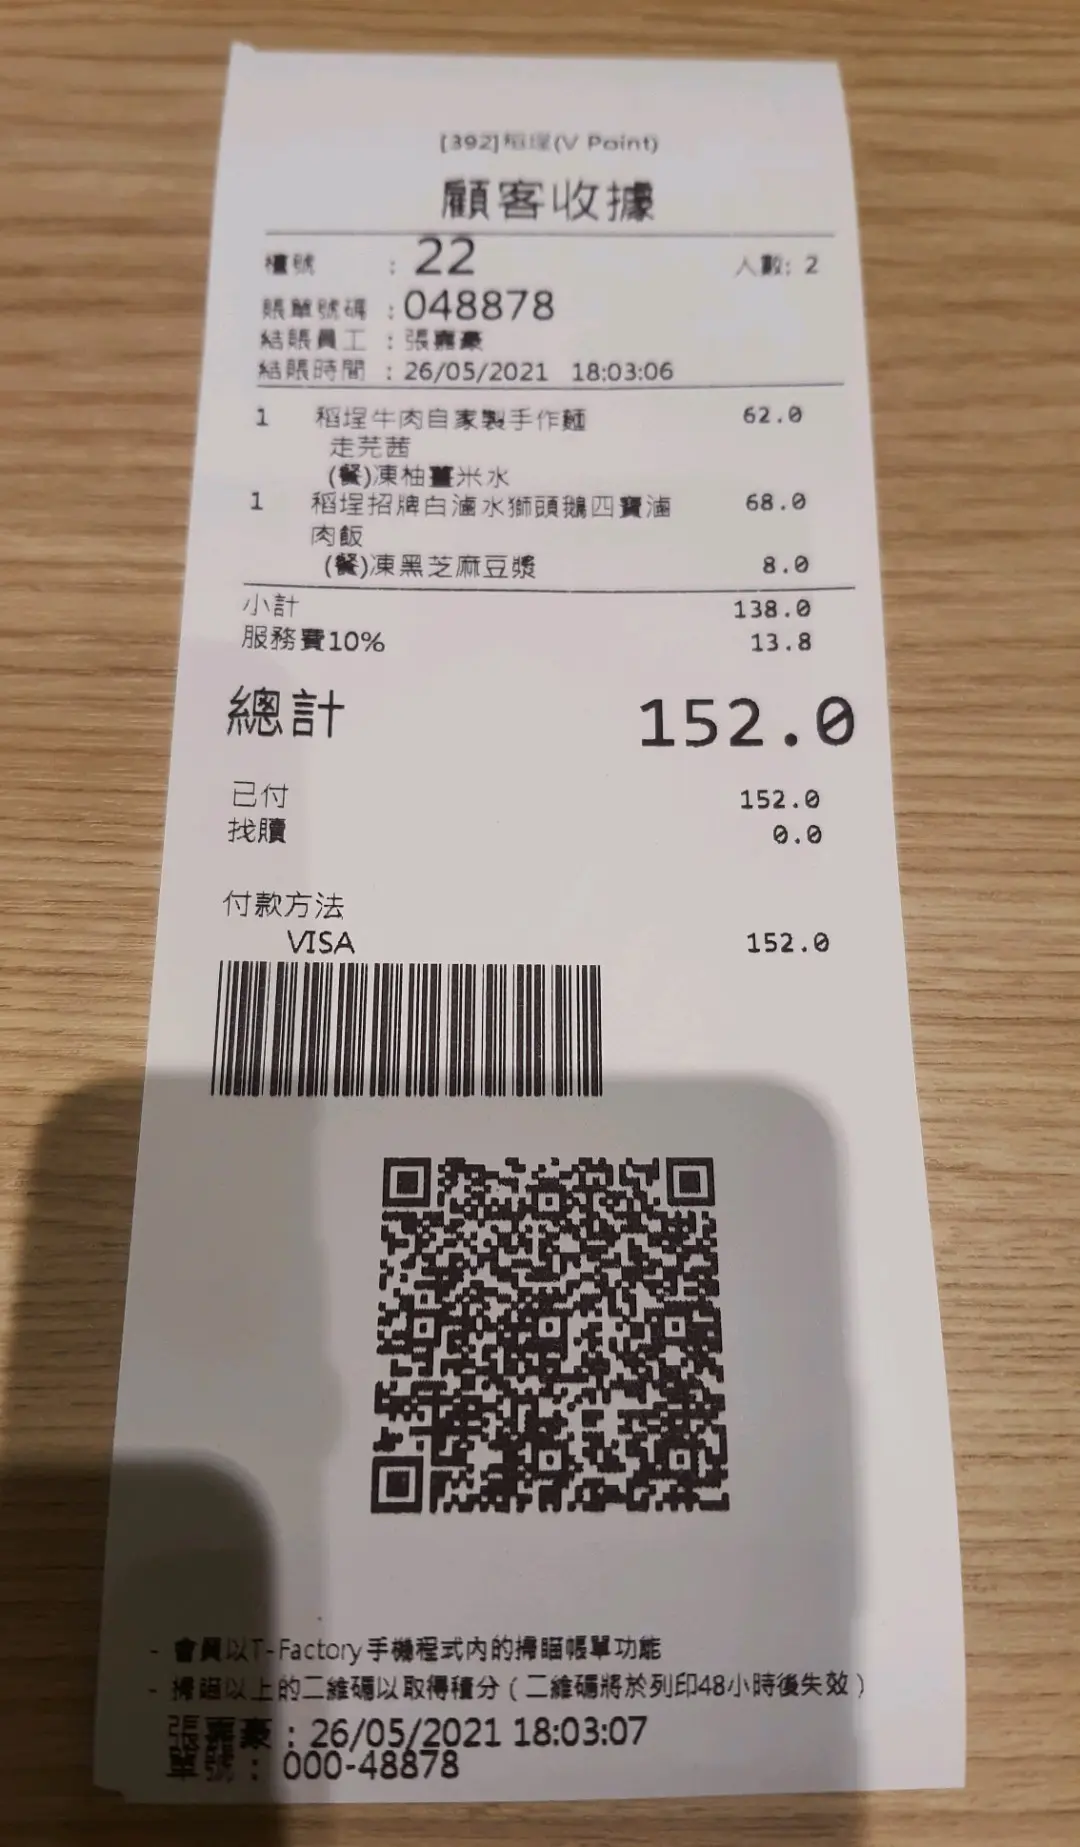 [392]稻埕(V Point)
顧客收據
檯號 : 22 人數: 2
賬單號碼 : 048878
結賬員工 : 張嘉豪
結賬時間 : 26/05/2021 18:03:06
1 稻埕牛肉自家製手作麵 62.0
走芫茜
(餐)凍柚薑米水
1 稻埕招牌白滷水獅頭鵝四寶滷 68.0
肉飯
(餐)凍黑芝麻豆漿 8.0
小計 138.0
服務費10% 13.8
總計 152.0
已付 152.0
找贖 0.0
付款方法
VISA 152.0
- 會員以T-Factory手機程式內的掃瞄帳單功能
- 掃瞄以上的二維碼以取得積分（二維碼將於列印48小時後失效）
張嘉豪 : 26/05/2021 18:03:07
單號 : 000-48878